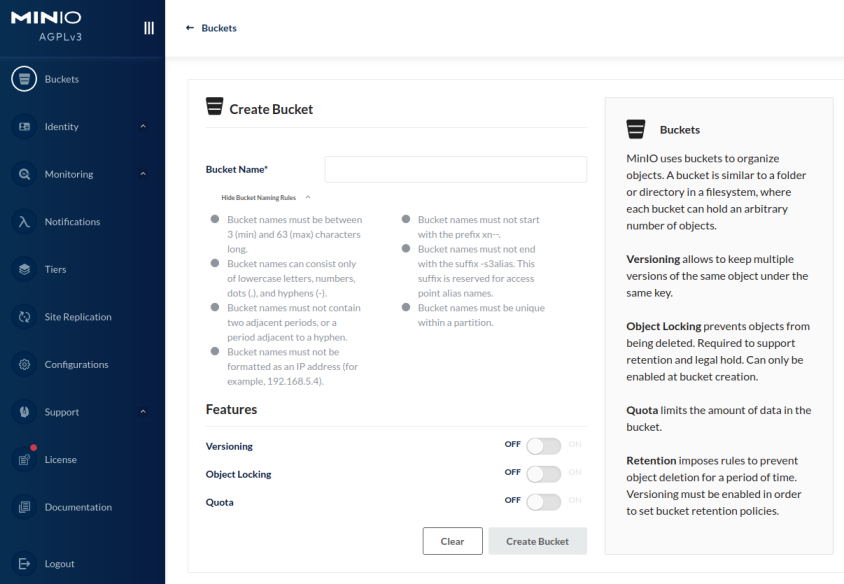 MINIO
AGPLv3
Buckets
Identity
Monitoring
Notifications
Tiers
Site Replication
Configurations
Support
License
Documentation
Logout
← Buckets
Create Bucket
Bucket Name*
Hide Bucket Naming Rules
Bucket names must be between
3 (min) and 63 (max) characters
long.
Bucket names can consist only
of lowercase letters, numbers,
dots (.), and hyphens (-).
Bucket names must not contain
two adjacent periods, or a
period adjacent to a hyphen.
Bucket names must not be
formatted as an IP address (for
example, 192.168.5.4).
Bucket names must not start
with the prefix xn--.
Bucket names must not end
with the suffix -s3alias. This
suffix is reserved for access
point alias names.
Bucket names must be unique
within a partition.
Features
Versioning OFF ON
Object Locking OFF ON
Quota OFF ON
Clear Create Bucket
Buckets
MinIO uses buckets to organize
objects. A bucket is similar to a folder
or directory in a filesystem, where
each bucket can hold an arbitrary
number of objects.
Versioning allows to keep multiple
versions of the same object under the
same key.
Object Locking prevents objects from
being deleted. Required to support
retention and legal hold. Can only be
enabled at bucket creation.
Quota limits the amount of data in the
bucket.
Retention imposes rules to prevent
object deletion for a period of time.
Versioning must be enabled in order
to set bucket retention policies.